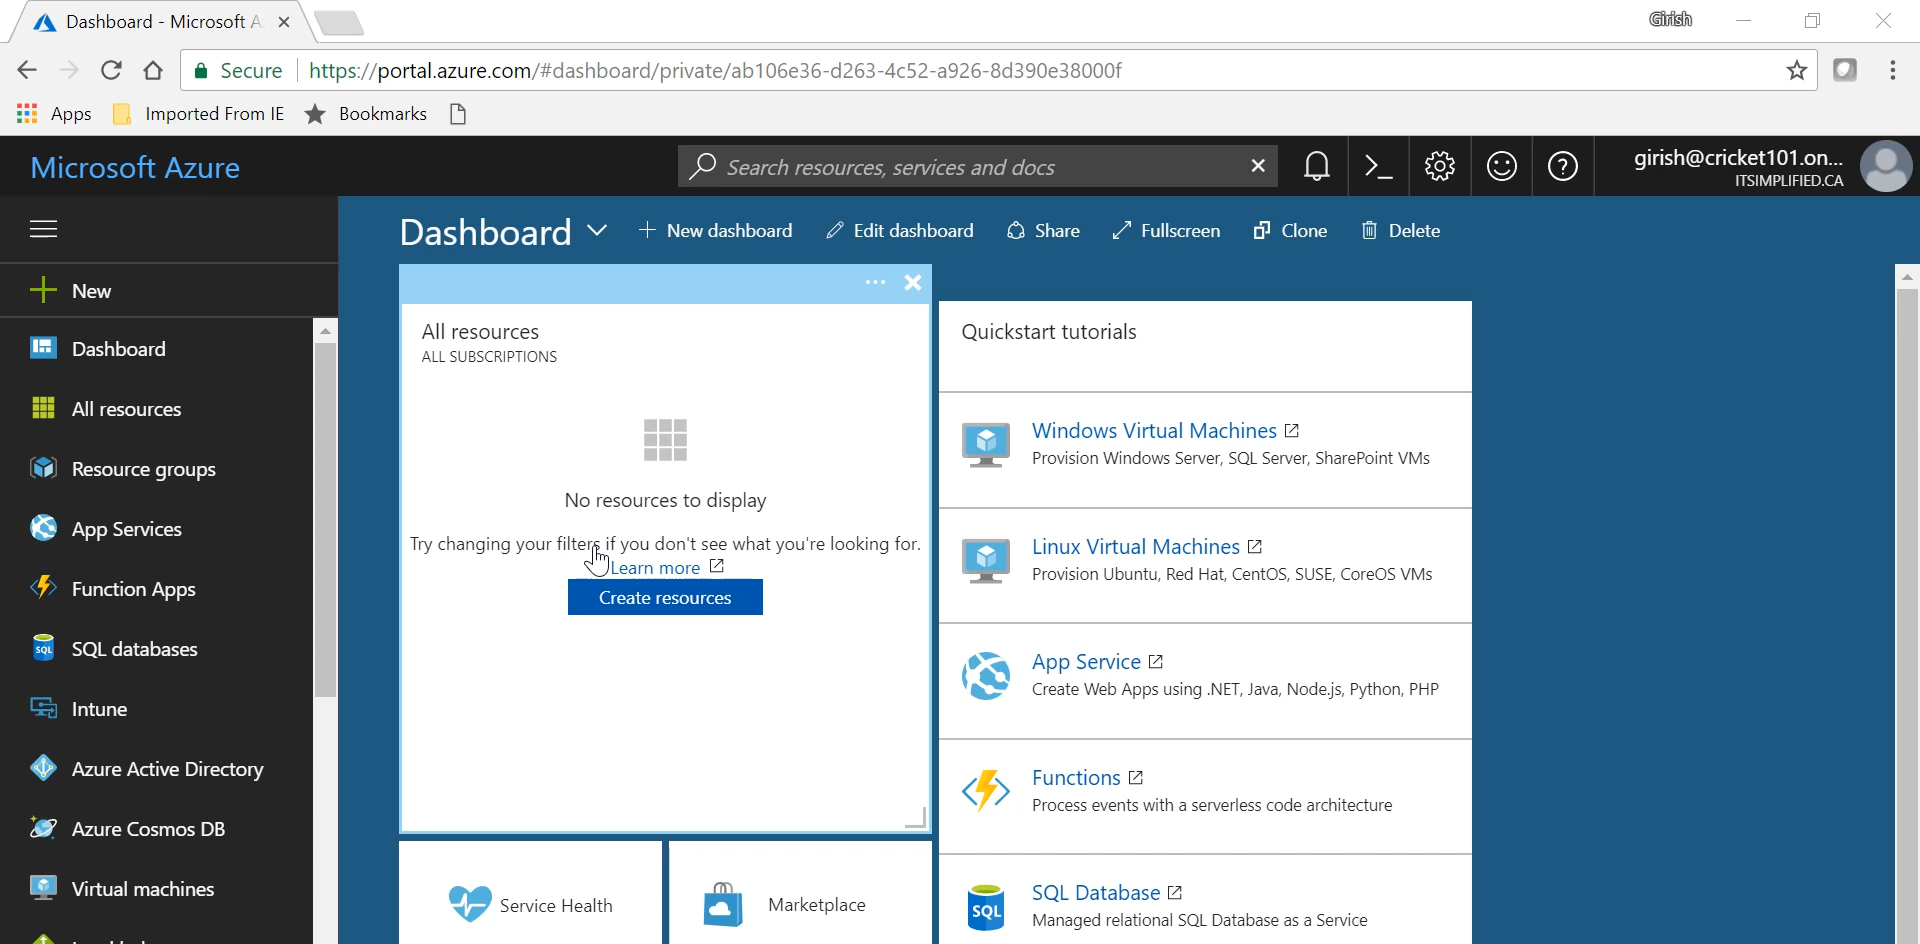 Dashboard - Microsoft A
Girish
Secure
https://portal.azure.com/#dashboard/private/ab106e36-d263-4c52-a926-8d390e38000f
Apps
Imported From IE
Bookmarks
Microsoft Azure
Search resources, services and docs
girish@cricket101.on...
ITSIMPLIFIED.CA
Dashboard
New dashboard
Edit dashboard
Share
Fullscreen
Clone
Delete
New
Dashboard
All resources
Resource groups
App Services
Function Apps
SQL databases
Intune
Azure Active Directory
Azure Cosmos DB
Virtual machines
All resources
ALL SUBSCRIPTIONS
No resources to display
Try changing your filters if you don't see what you're looking for.
Learn more
Create resources
Service Health
Marketplace
Quickstart tutorials
Windows Virtual Machines
Provision Windows Server, SQL Server, SharePoint VMs
Linux Virtual Machines
Provision Ubuntu, Red Hat, CentOS, SUSE, CoreOS VMs
App Service
Create Web Apps using .NET, Java, Node.js, Python, PHP
Functions
Process events with a serverless code architecture
SQL Database
Managed relational SQL Database as a Service